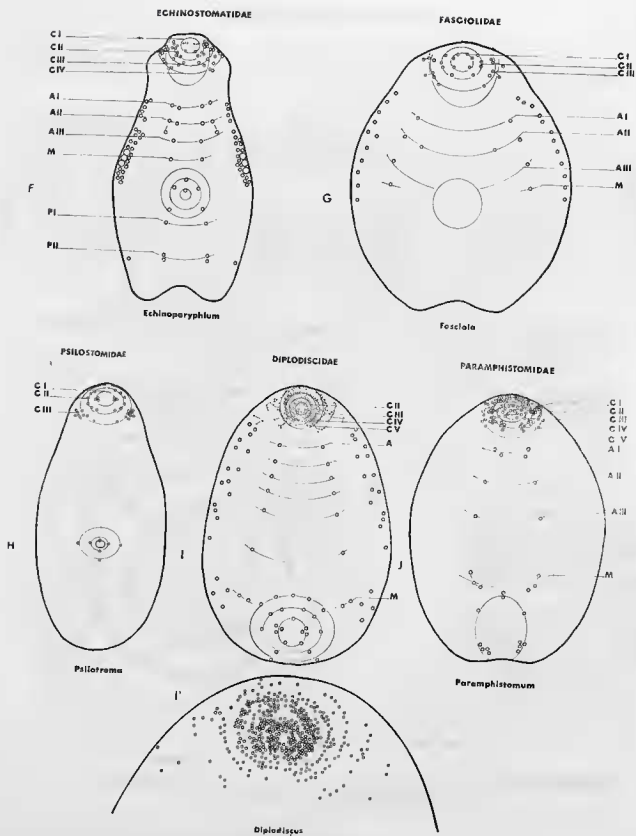 ECHINOSTOMATIDAE
C I
C II
C III
C IV
A I
A II
A III
M
F
P I
P II
Echinoparyphium
FASCIOLIDAE
C I
C II
C III
A I
A II
A III
M
G
Fasciola
PSILOSTOMIDAE
C I
C II
C III
H
Psilotrema
DIPLODISCIDAE
C II
C III
C IV
C V
A
I
M
PARAMPHISTOMIDAE
C I
C II
C III
C IV
C V
A I
A II
A III
J
M
Paramphistomum
I'
Diplodiscus